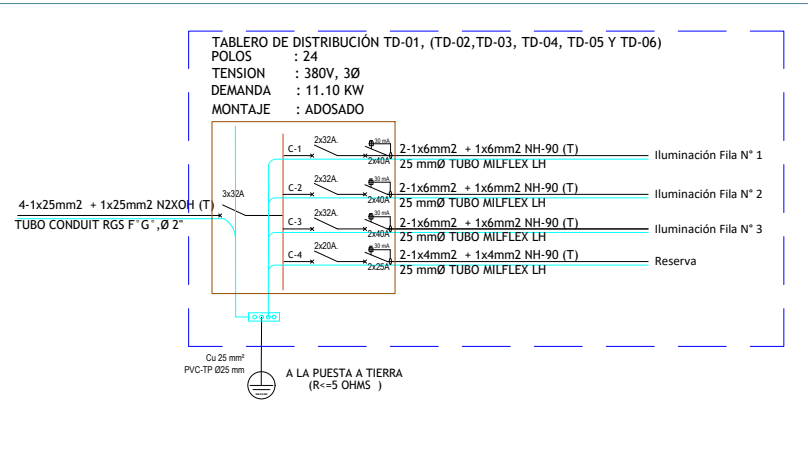 TABLERO DE DISTRIBUCIÓN TD-01, (TD-02,TD-03, TD-04, TD-05 Y TD-06)
POLOS : 24
TENSION : 380V, 3Ø
DEMANDA : 11.10 KW
MONTAJE : ADOSADO
C-1 2x32A. 30 mA 2x40A 2-1x6mm2 + 1x6mm2 NH-90 (T)
25 mmØ TUBO MILFLEX LH
Iluminación Fila N° 1
C-2 2x32A. 30 mA 2x40A 2-1x6mm2 + 1x6mm2 NH-90 (T)
25 mmØ TUBO MILFLEX LH
Iluminación Fila N° 2
3x32A
4-1x25mm2 + 1x25mm2 N2XOH (T)
TUBO CONDUIT RGS F°G°,Ø 2"
C-3 2x32A. 30 mA 2x40A 2-1x6mm2 + 1x6mm2 NH-90 (T)
25 mmØ TUBO MILFLEX LH
Iluminación Fila N° 3
C-4 2x20A. 30 mA 2x25A 2-1x4mm2 + 1x4mm2 NH-90 (T)
25 mmØ TUBO MILFLEX LH
Reserva
Cu 25 mm²
PVC-TP Ø25 mm
A LA PUESTA A TIERRA
(R<=5 OHMS )